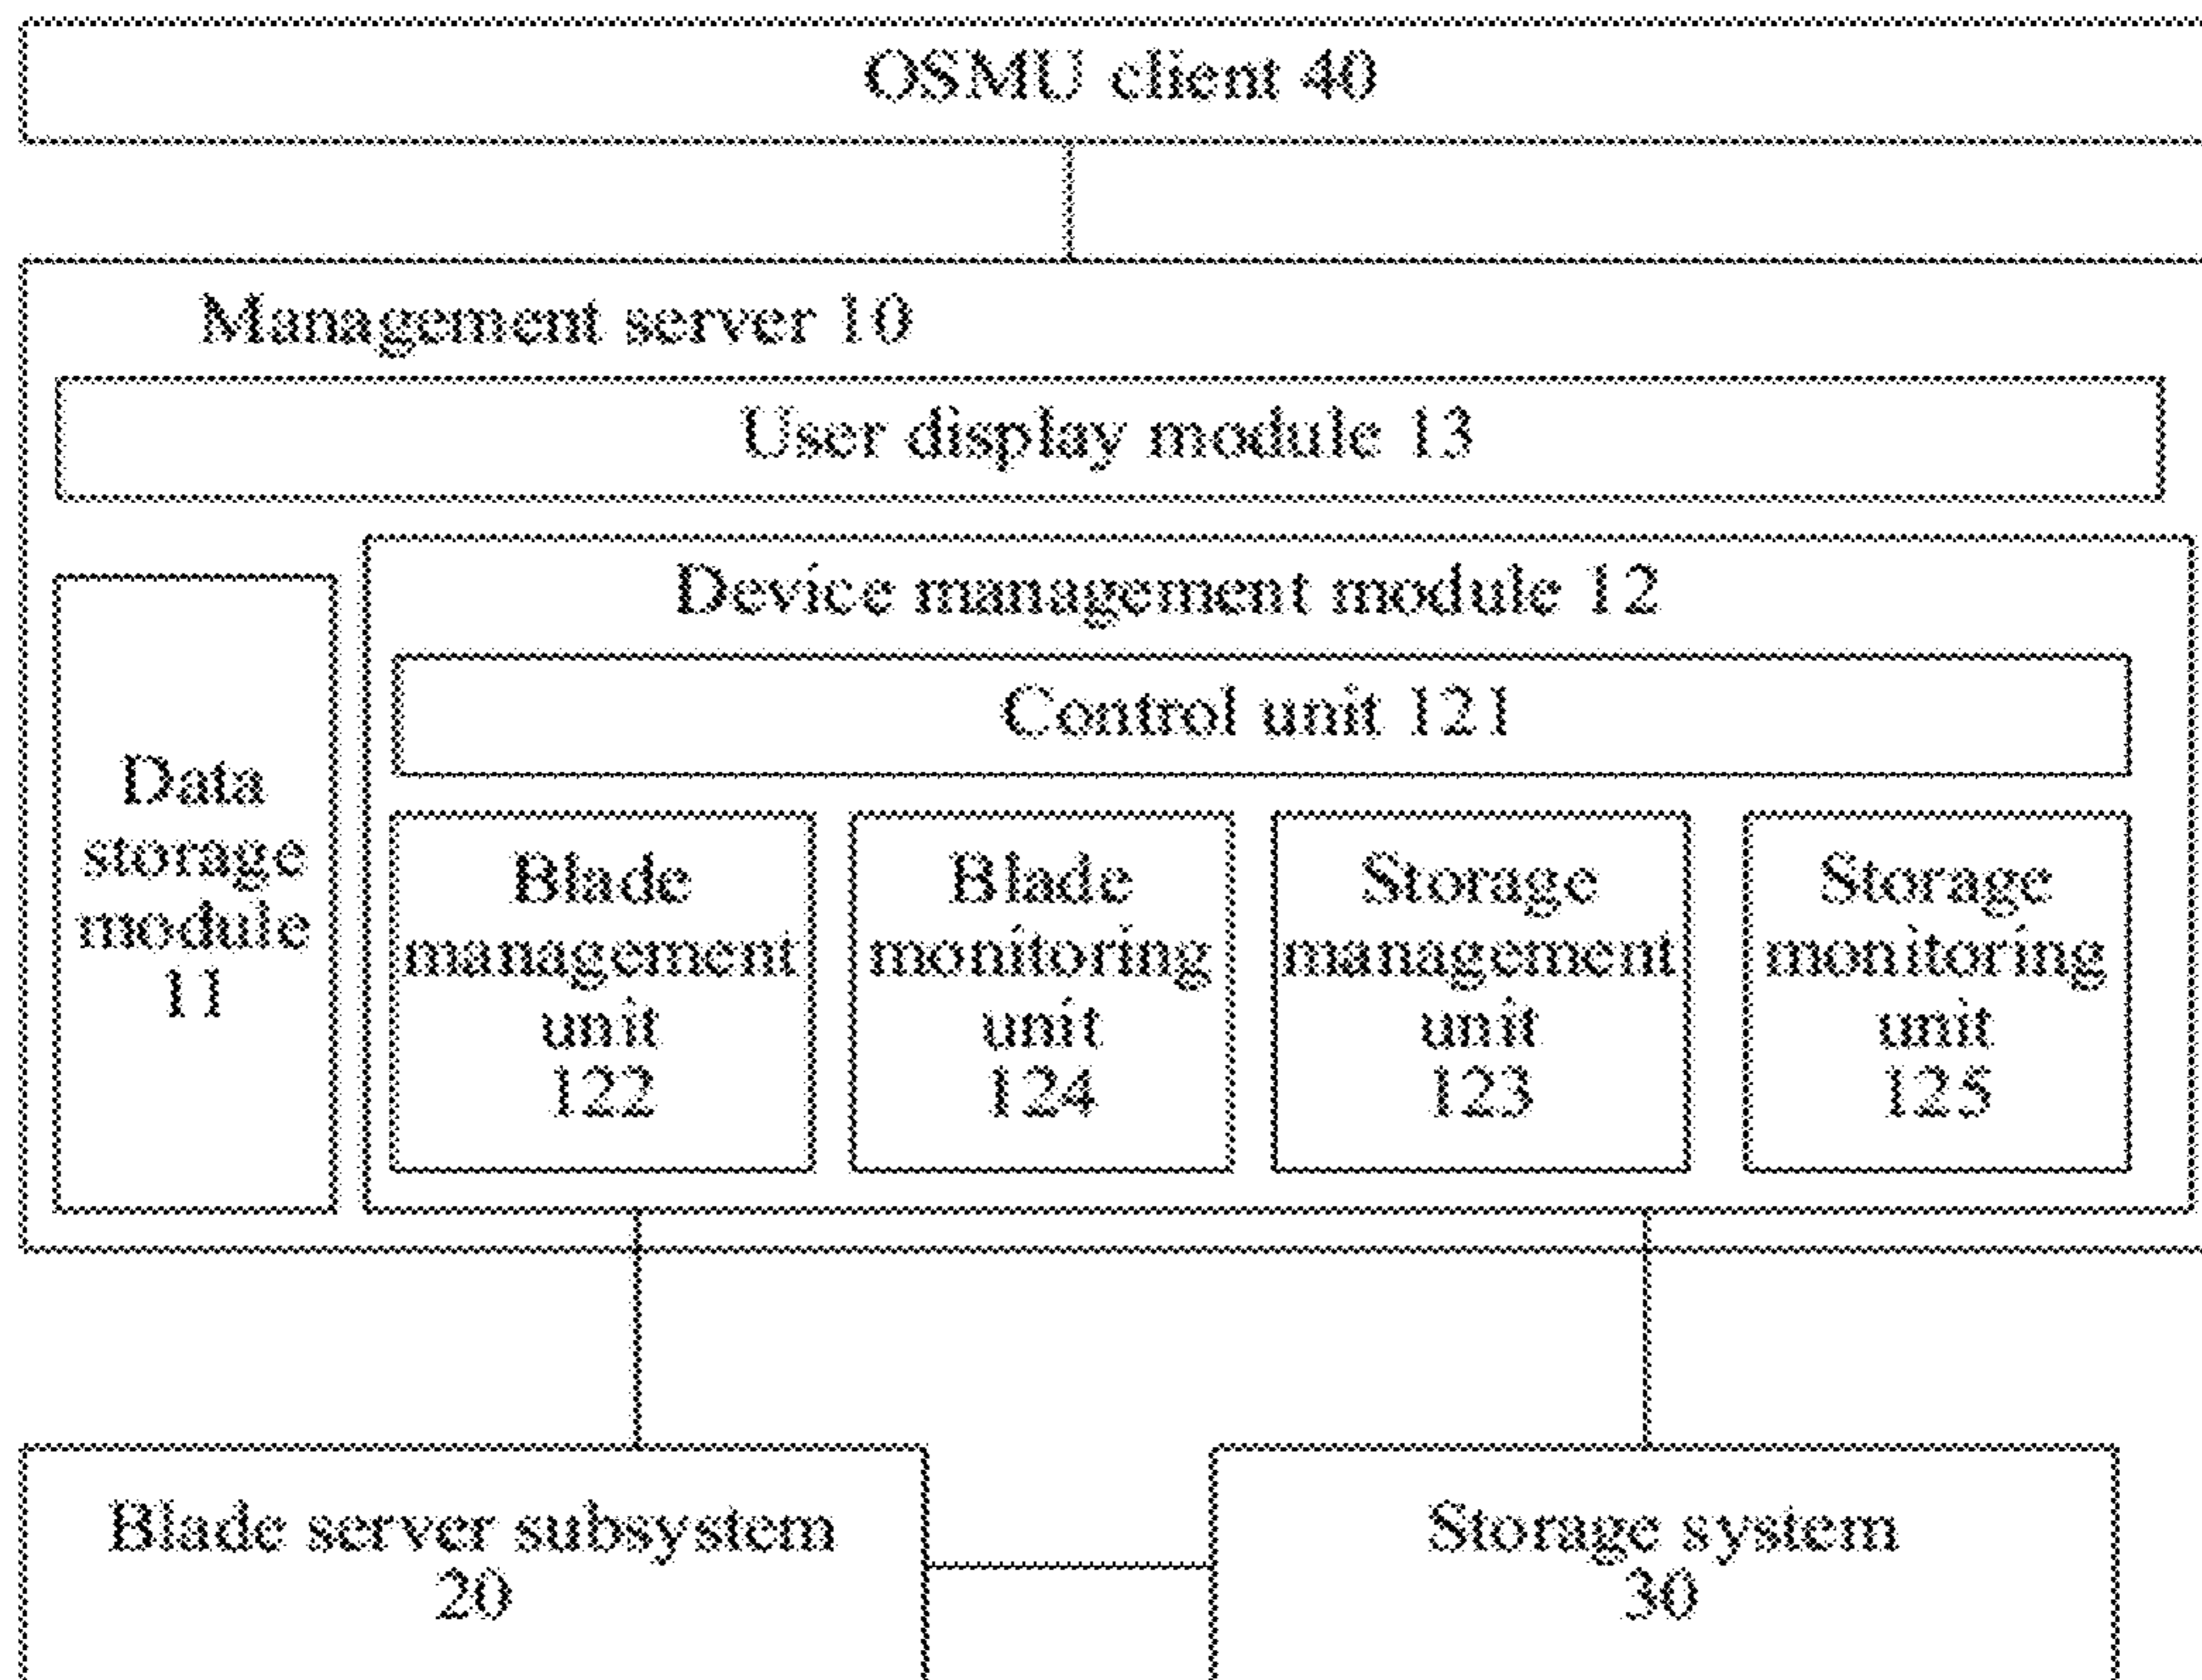 OSMU client 40
Management server 10
User display module 13
Device management module 12
Control unit 121
Data
storage
module
11
Blade
management
unit
122
Blade
monitoring
unit
124
Storage
management
unit
123
Storage
monitoring
unit
125
Blade server subsystem
20
Storage system
30